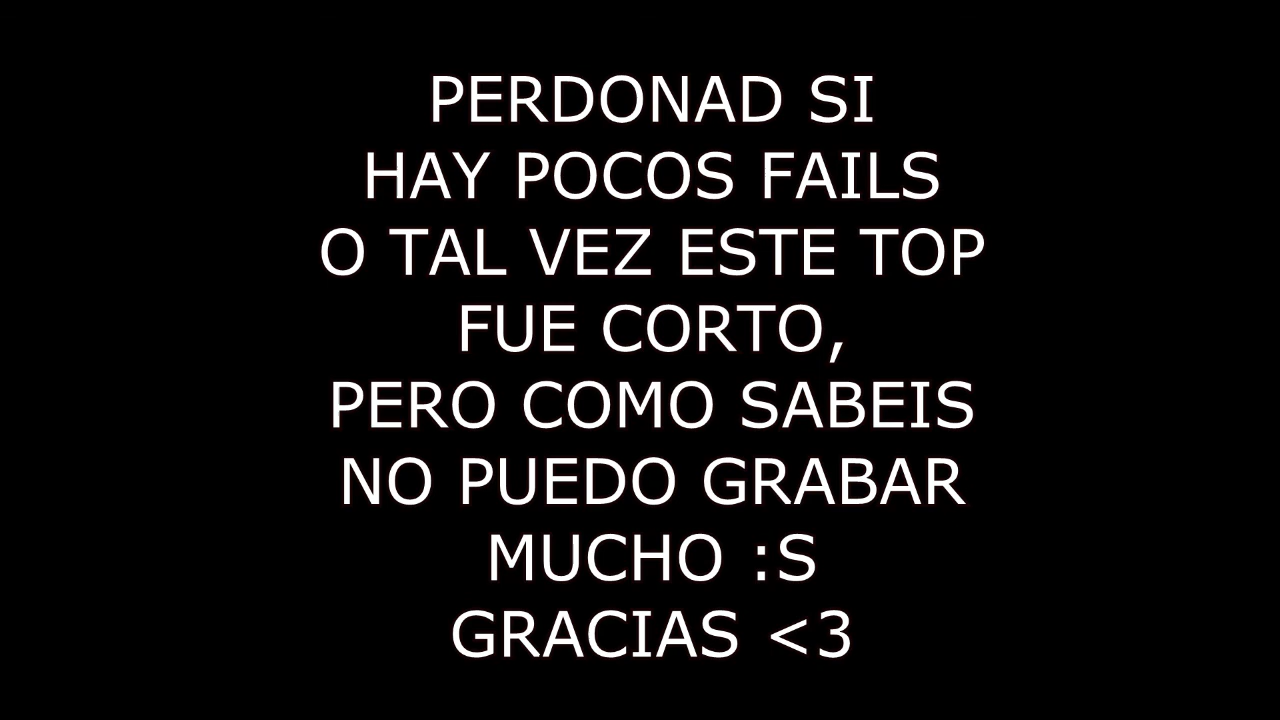 PERDONAD SI
HAY POCOS FAILS
O TAL VEZ ESTE TOP
FUE CORTO,
PERO COMO SABEIS
NO PUEDO GRABAR
MUCHO :S
GRACIAS <3